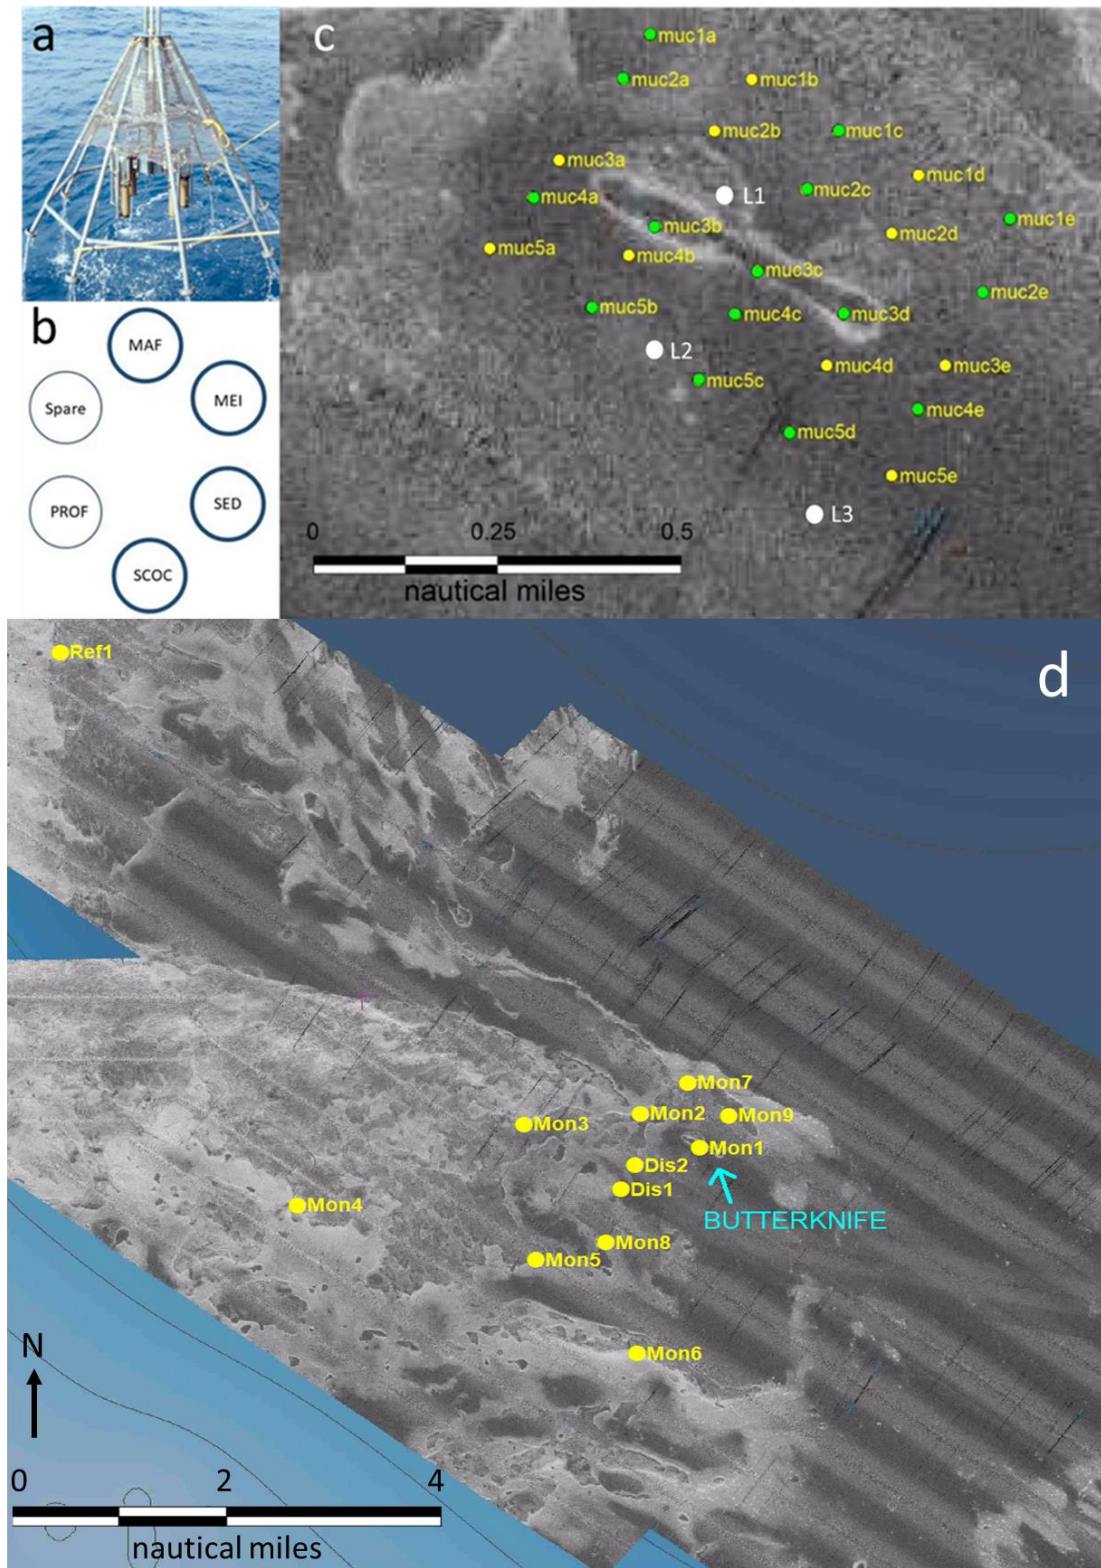 a
b
MAF
Spare
MEI
PROF
SED
SCOC
c
muc1a
muc2a
muc1b
muc2b
muc1c
muc3a
muc1d
muc4a
L1
muc2c
muc3b
muc1e
muc5a
muc4b
muc2d
muc3c
muc2e
muc5b
muc4c
muc3d
L2
muc5c
muc4d
muc3e
muc4e
muc5d
muc5e
L3
0 0.25 0.5
nautical miles
d
Ref1
Mon7
Mon2
Mon9
Mon3
Mon1
Dis2
Dis1
Mon4
BUTTERKNIFE
Mon8
Mon5
Mon6
N
0 2 4
nautical miles